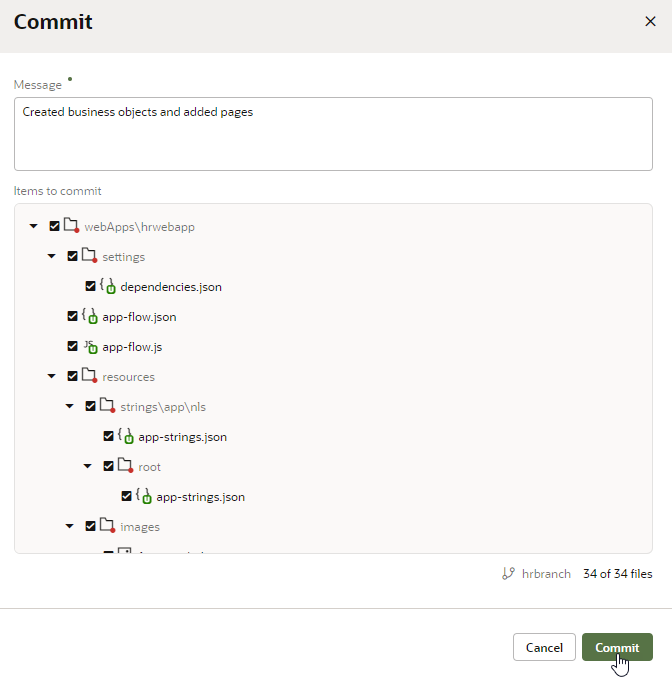 Commit
Message
Created business objects and added pages
Items to commit
webApps\hrwebapp
settings
dependencies.json
app-flow.json
app-flow.js
resources
strings\app\nls
app-strings.json
root
app-strings.json
images
hrbranch 34 of 34 files
Cancel Commit